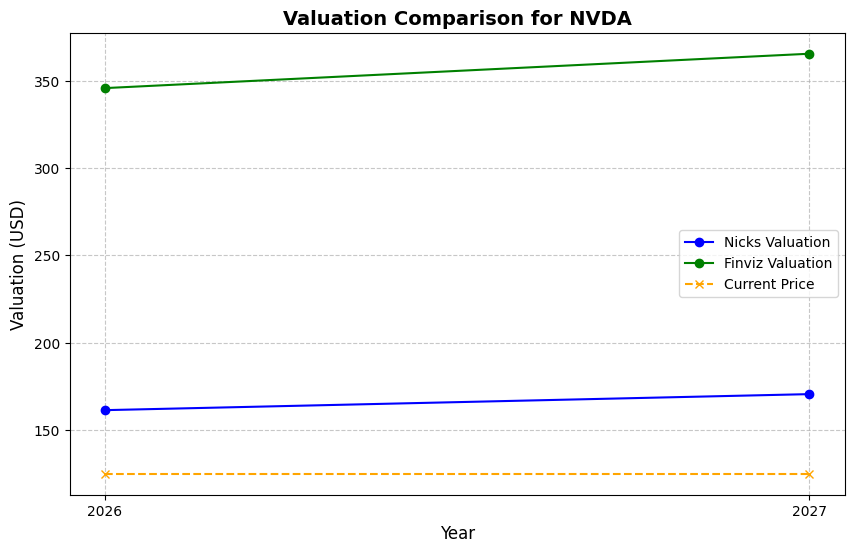 Valuation Comparison for NVDA
Valuation (USD)
350
300
250
200
150
Nicks Valuation
Finviz Valuation
Current Price
2026
2027
Year